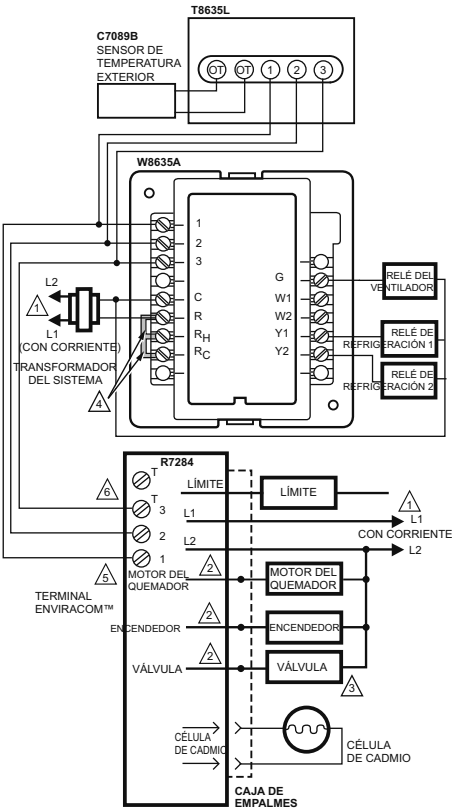 T8635L
C7089B
SENSOR DE
TEMPERATURA
EXTERIOR
OT OT 1 2 3
W8635A
1
2
3
C
R
RH
RC
G
W1
W2
Y1
Y2
L2
1
L1
(CON CORRIENTE)
TRANSFORMADOR
DEL SISTEMA
4
RELÉ DEL
VENTILADOR
RELÉ DE
REFRIGERACIÓN 1
RELÉ DE
REFRIGERACIÓN 2
R7284
T
T
6
3
2
5
1
TERMINAL
ENVIRACOM™
LÍMITE
LÍMITE
L1
1
L1
CON CORRIENTE
L2
L2
MOTOR DEL
QUEMADOR
2
MOTOR DEL
QUEMADOR
ENCENDEDOR
2
ENCENDEDOR
VÁLVULA
2
VÁLVULA
3
CÉLULA
DE CADMIO
CÉLULA
DE CADMIO
CAJA DE
EMPALMES